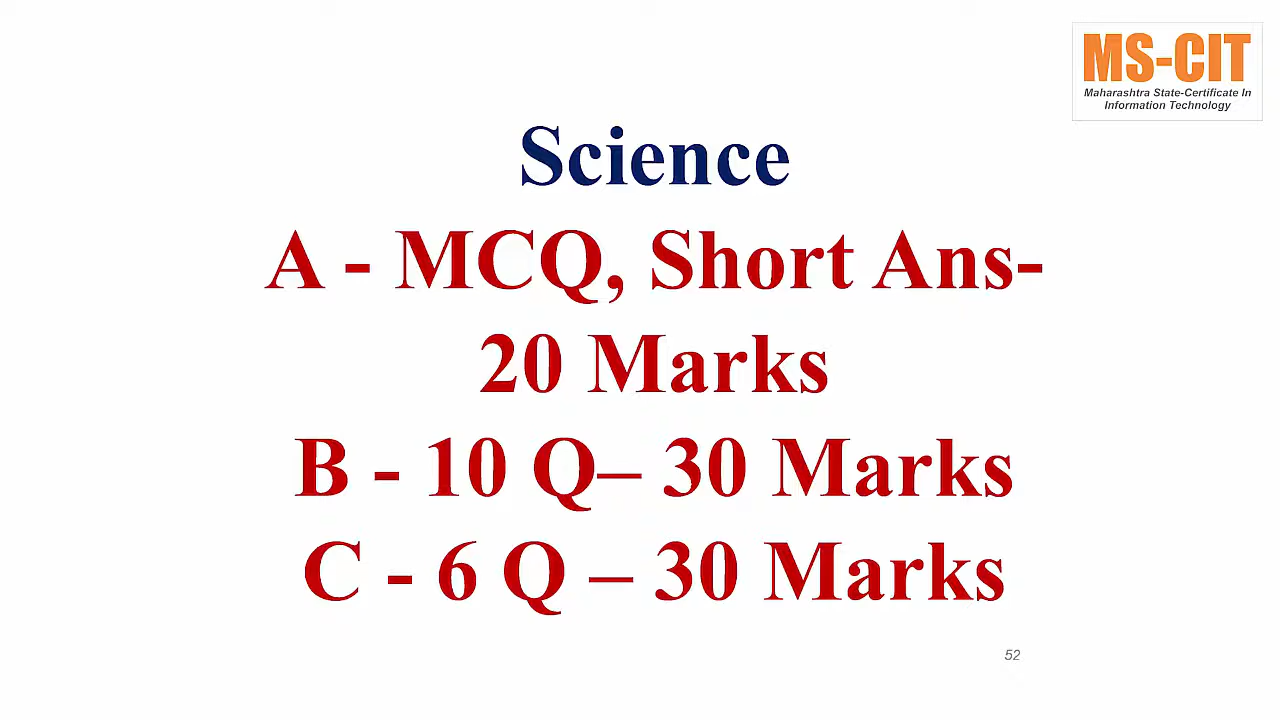 MS-CIT
Maharashtra State-Certificate In
Information Technology
Science
A - MCQ, Short Ans-
20 Marks
B - 10 Q– 30 Marks
C - 6 Q – 30 Marks
52